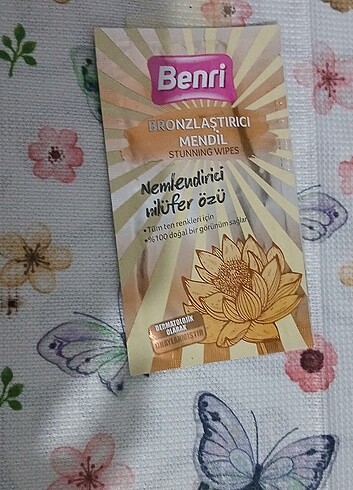 Benri
BRONZLAŞTIRICI
MENDİL
STUNNING WIPES
Nemlendirici
nilüfer özü
•Tüm ten renkleri için
•%100 doğal bir görünüm sağlar
DERMATOLOJİK
OLARAK
ONAYLANMIŞTIR